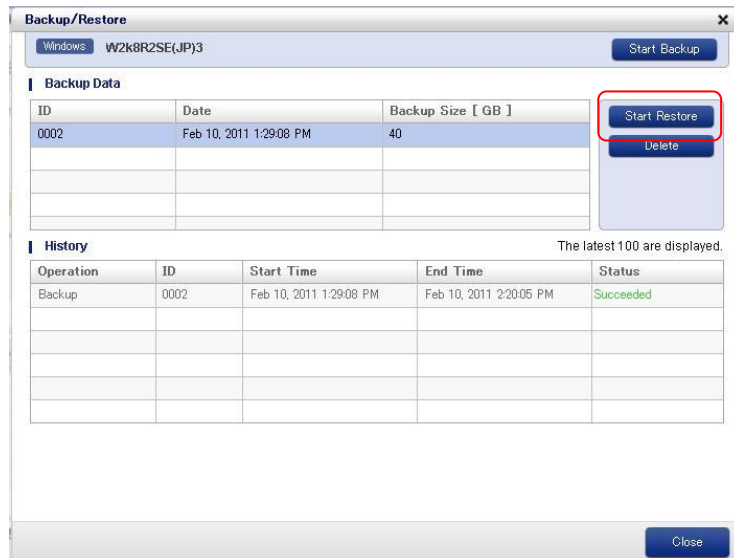 Backup/Restore
Windows W2k8R2SE(JP)3 Start Backup
Backup Data
ID Date Backup Size [ GB ]
0002 Feb 10, 2011 1:29:08 PM 40
Start Restore
Delete
History The latest 100 are displayed.
Operation ID Start Time End Time Status
Backup 0002 Feb 10, 2011 1:29:08 PM Feb 10, 2011 2:20:05 PM Succeeded
Close